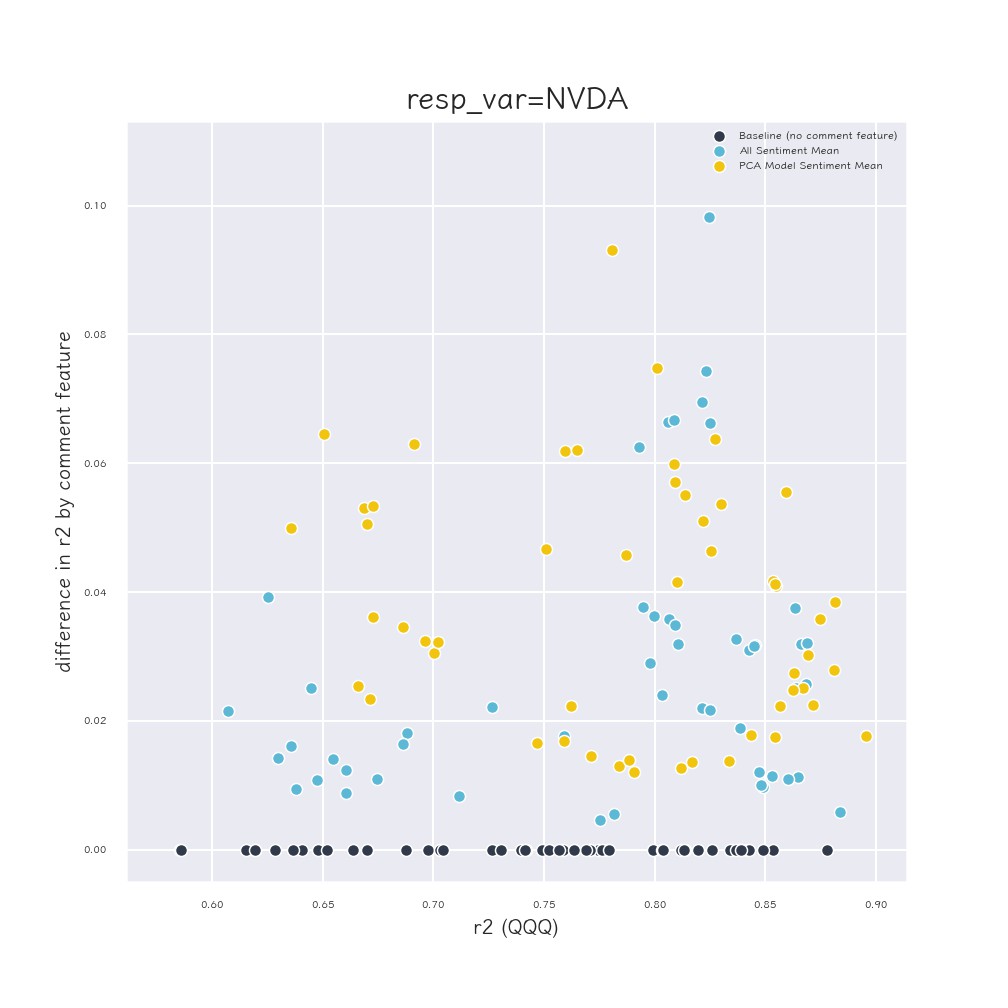 resp_var=NVDA
Baseline (no comment feature)
All Sentiment Mean
PCA Model Sentiment Mean
difference in r2 by comment feature
0.10
0.08
0.06
0.04
0.02
0.00
0.60 0.65 0.70 0.75 0.80 0.85 0.90
r2 (QQQ)